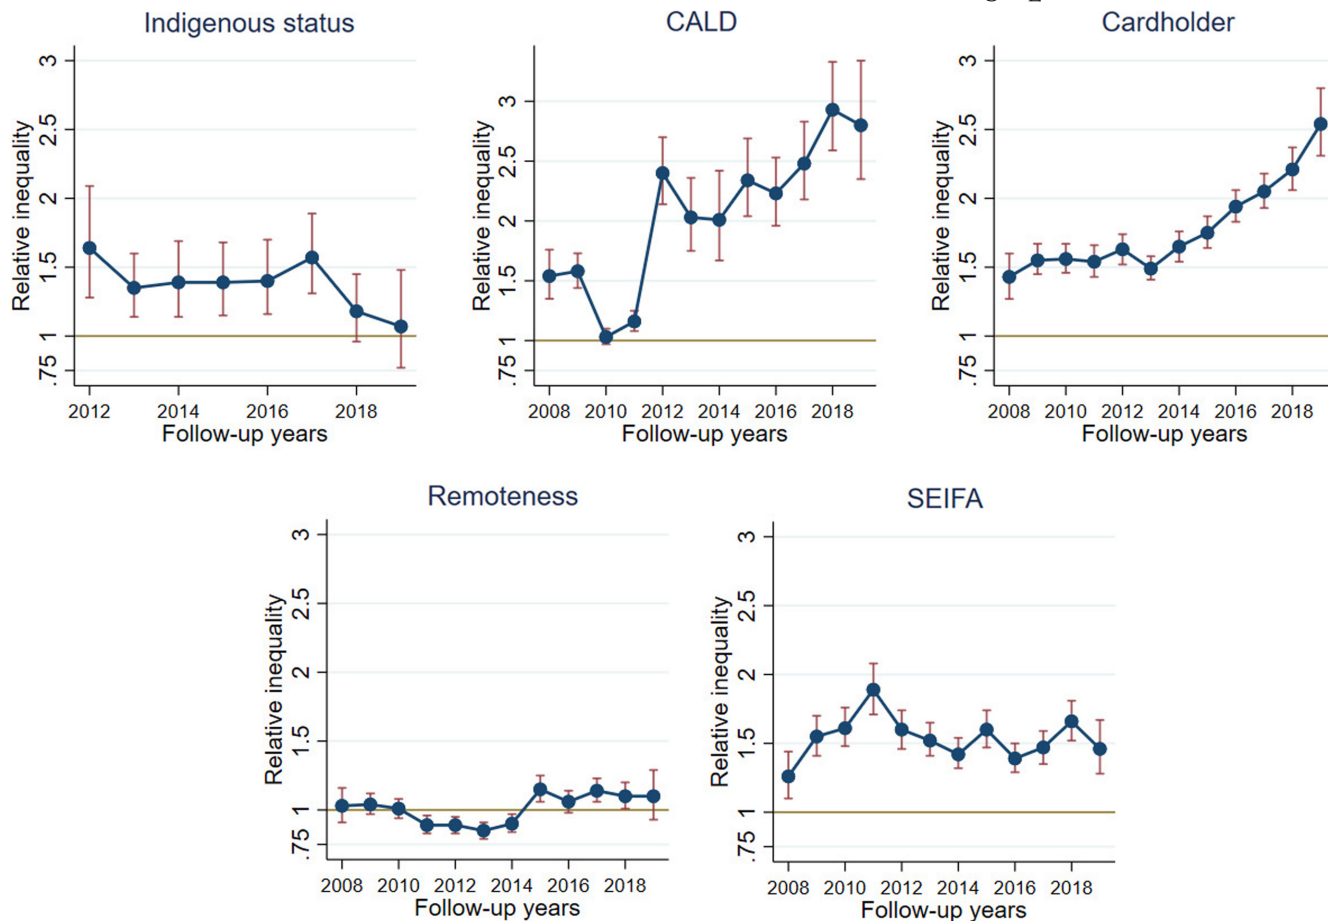 Indigenous status
Relative inequality
3
2.5
2
1.5
1
.75
2012 2014 2016 2018
Follow-up years
CALD
Relative inequality
3
2.5
2
1.5
1
.75
2008 2010 2012 2014 2016 2018
Follow-up years
Cardholder
Relative inequality
3
2.5
2
1.5
1
.75
2008 2010 2012 2014 2016 2018
Follow-up years
Remoteness
Relative inequality
3
2.5
2
1.5
1
.75
2008 2010 2012 2014 2016 2018
Follow-up years
SEIFA
Relative inequality
3
2.5
2
1.5
1
.75
2008 2010 2012 2014 2016 2018
Follow-up years